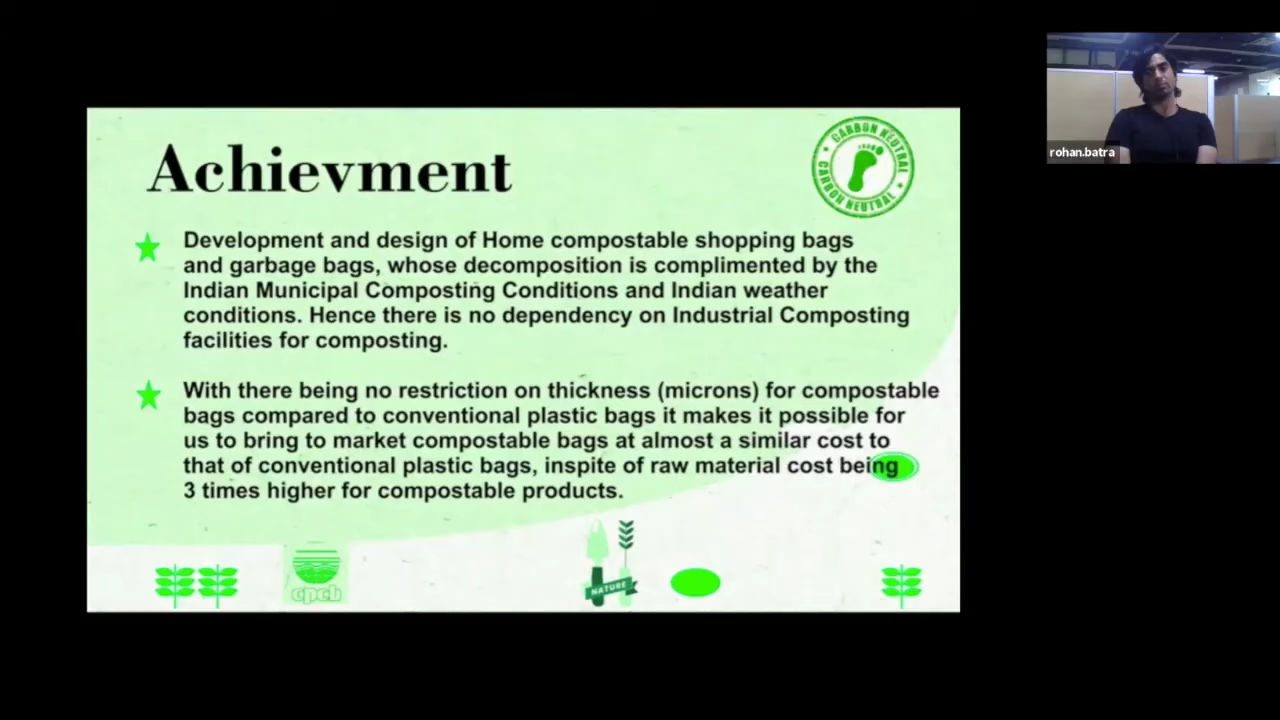 Achievment
CARBON NEUTRAL
CARBON NEUTRAL
Development and design of Home compostable shopping bags
and garbage bags, whose decomposition is complimented by the
Indian Municipal Composting Conditions and Indian weather
conditions. Hence there is no dependency on Industrial Composting
facilities for composting.
With there being no restriction on thickness (microns) for compostable
bags compared to conventional plastic bags it makes it possible for
us to bring to market compostable bags at almost a similar cost to
that of conventional plastic bags, inspite of raw material cost being
3 times higher for compostable products.
cpcb
NATURE
rohan.batra